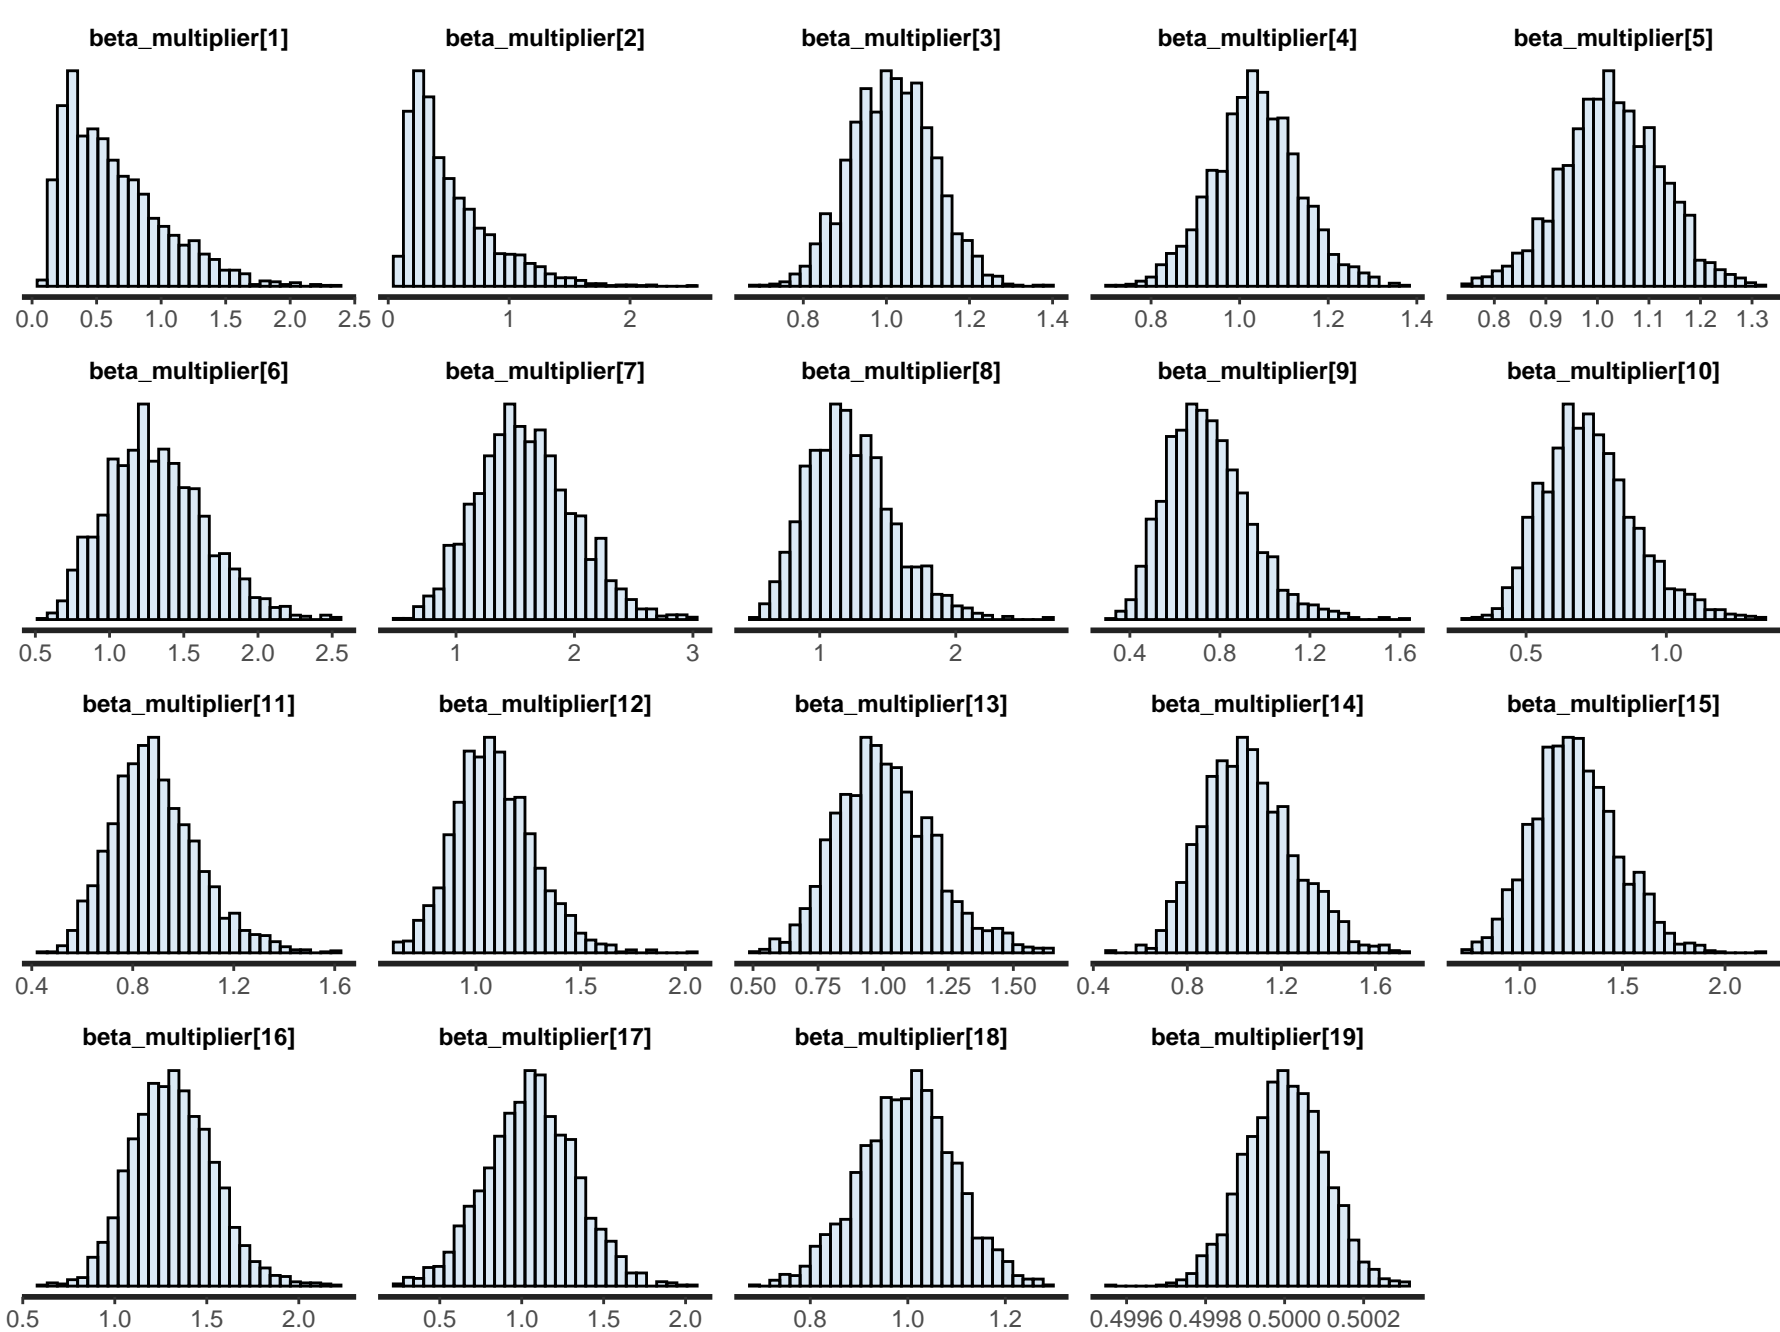 beta_multiplier[1] beta_multiplier[2] beta_multiplier[3] beta_multiplier[4] beta_multiplier[5]
0.0 0.5 1.0 1.5 2.0 2.5 0 1 2 0.8 1.0 1.2 1.4 0.8 1.0 1.2 1.4 0.8 0.9 1.0 1.1 1.2 1.3
beta_multiplier[6] beta_multiplier[7] beta_multiplier[8] beta_multiplier[9] beta_multiplier[10]
0.5 1.0 1.5 2.0 2.5 1 2 3 1 2 0.4 0.8 1.2 1.6 0.5 1.0
beta_multiplier[11] beta_multiplier[12] beta_multiplier[13] beta_multiplier[14] beta_multiplier[15]
0.4 0.8 1.2 1.6 1.0 1.5 2.0 0.50 0.75 1.00 1.25 1.50 0.4 0.8 1.2 1.6 1.0 1.5 2.0
beta_multiplier[16] beta_multiplier[17] beta_multiplier[18] beta_multiplier[19]
0.5 1.0 1.5 2.0 0.5 1.0 1.5 2.0 0.8 1.0 1.2 0.4996 0.4998 0.5000 0.5002